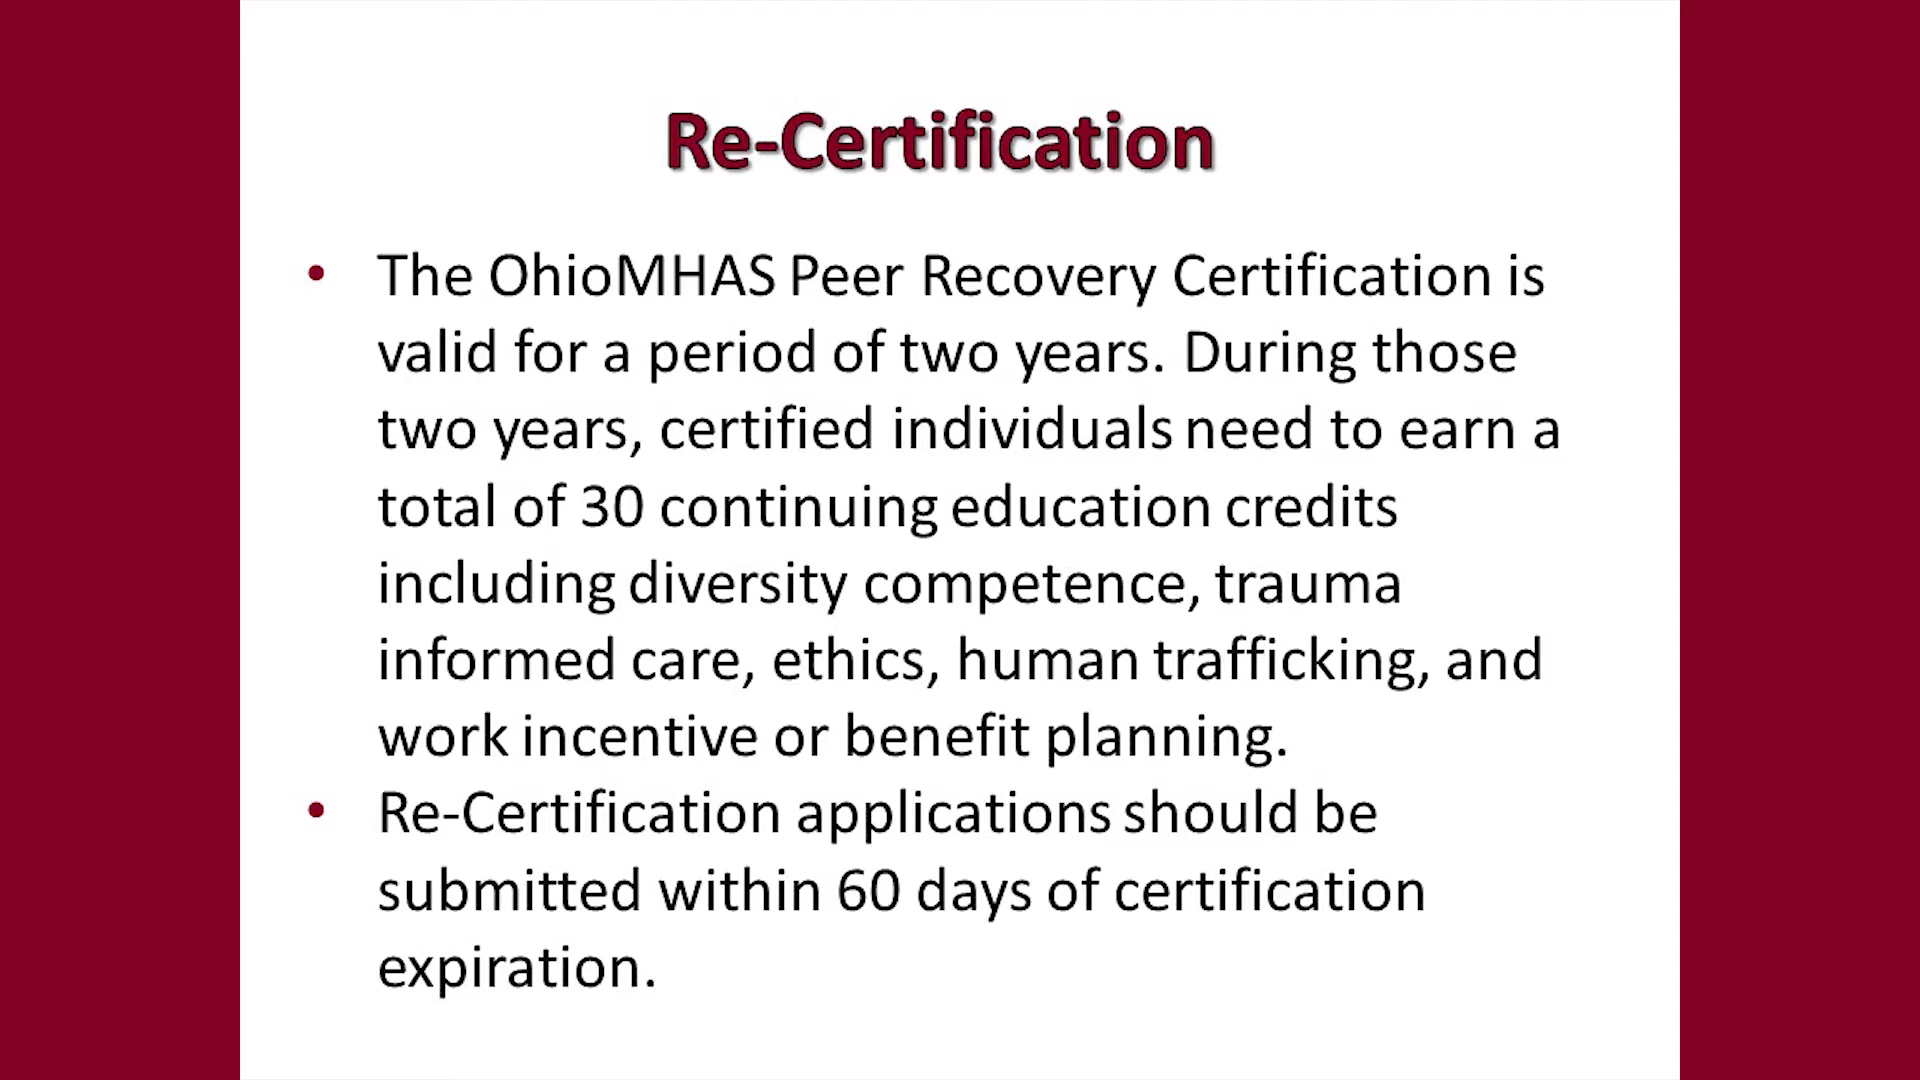 Re-Certification
• The OhioMHAS Peer Recovery Certification is
valid for a period of two years. During those
two years, certified individuals need to earn a
total of 30 continuing education credits
including diversity competence, trauma
informed care, ethics, human trafficking, and
work incentive or benefit planning.
• Re-Certification applications should be
submitted within 60 days of certification
expiration.